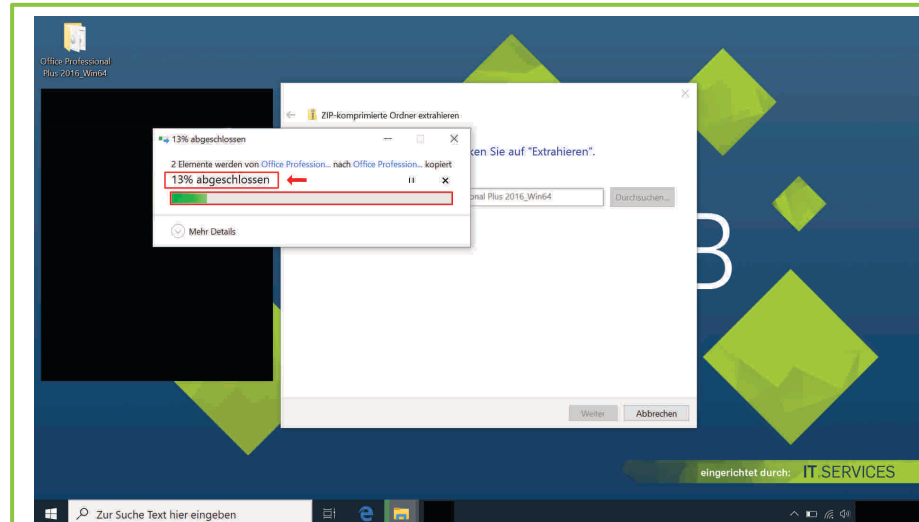 Office Professional
Plus 2016_Win64
ZIP-komprimierte Ordner extrahieren
13% abgeschlossen
ken Sie auf "Extrahieren".
2 Elemente werden von Office Profession... nach Office Profession... kopiert
13% abgeschlossen
onal Plus 2016_Win64
Durchsuchen...
Mehr Details
B
Weiter
Abbrechen
eingerichtet durch: IT.SERVICES
Zur Suche Text hier eingeben